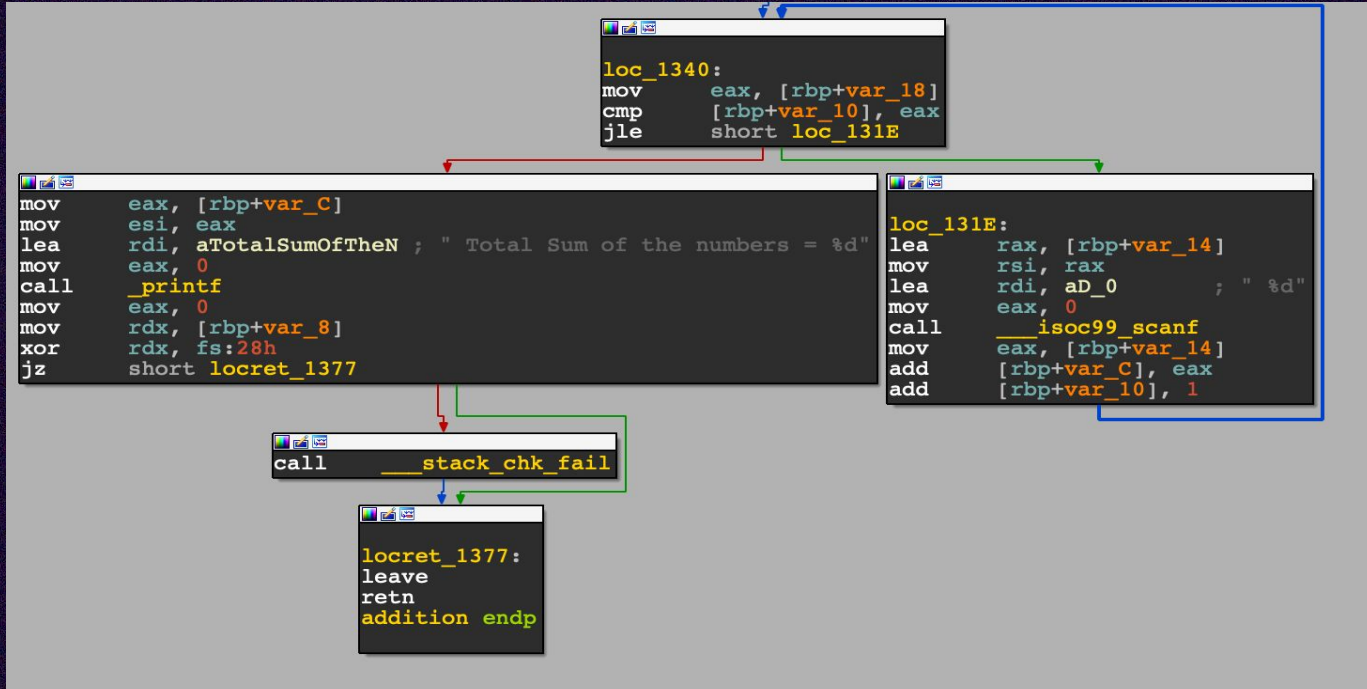 loc_1340:
mov eax, [rbp+var_18]
cmp [rbp+var_10], eax
jle short loc_131E
mov eax, [rbp+var_C]
mov esi, eax
lea rdi, aTotalSumOfTheN ; " Total Sum of the numbers = %d"
mov eax, 0
call _printf
mov eax, 0
mov rdx, [rbp+var_8]
xor rdx, fs:28h
jz short locret_1377
loc_131E:
lea rax, [rbp+var_14]
mov rsi, rax
lea rdi, aD_0 ; " %d"
mov eax, 0
call ___isoc99_scanf
mov eax, [rbp+var_14]
add [rbp+var_C], eax
add [rbp+var_10], 1
call ___stack_chk_fail
locret_1377:
leave
retn
addition endp